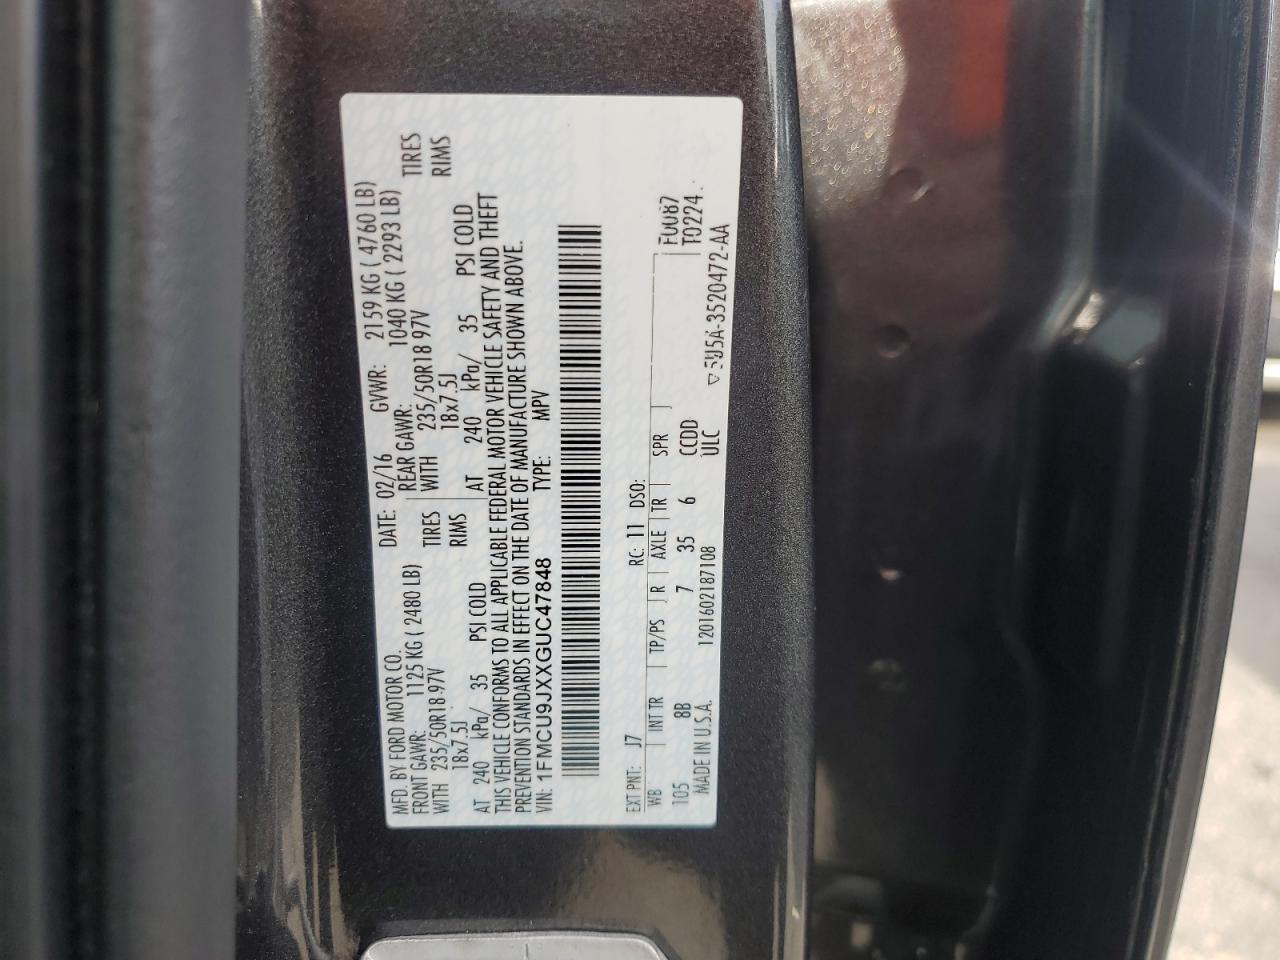 MFD. BY FORD MOTOR CO. DATE: 02/16 GVWR: 2159 KG ( 4760 LB)
FRONT GAWR: 1125 KG ( 2480 LB) REAR GAWR: 1040 KG ( 2293 LB)
WITH 235/50R18 97V TIRES WITH 235/50R18 97V TIRES
18x7.5J RIMS 18x7.5J RIMS
AT 240 kPa/ 35 PSI COLD AT 240 kPa/ 35 PSI COLD
THIS VEHICLE CONFORMS TO ALL APPLICABLE FEDERAL MOTOR VEHICLE SAFETY AND THEFT
PREVENTION STANDARDS IN EFFECT ON THE DATE OF MANUFACTURE SHOWN ABOVE.
VIN: 1FMCU9JXXGUC47848 TYPE: MPV
EXT PNT: J7 RC: 11 DSO:
WB INT TR TP/PS R AXLE TR SPR F0087
105 8B 7 35 6 CCDD T0224
MADE IN U.S.A. 1201602187108 ULC 5U5A-3520472-AA